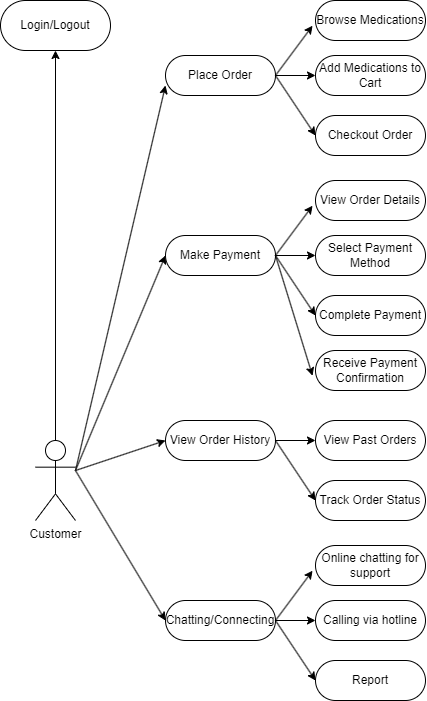 Login/Logout
Place Order
Browse Medications
Add Medications to
Cart
Checkout Order
Make Payment
View Order Details
Select Payment
Method
Complete Payment
Receive Payment
Confirmation
Customer
View Order History
View Past Orders
Track Order Status
Chatting/Connecting
Online chatting for
support
Calling via hotline
Report